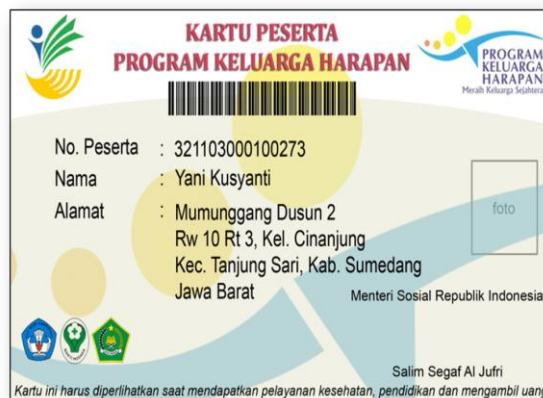 KARTU PESERTA
PROGRAM KELUARGA HARAPAN
PROGRAM
KELUARGA
HARAPAN
Meraih Keluarga Sejahtera
No. Peserta : 321103000100273
Nama : Yani Kusyanti
Alamat : Mumunggang Dusun 2
Rw 10 Rt 3, Kel. Cinanjung
Kec. Tanjung Sari, Kab. Sumedang
Jawa Barat
foto
Menteri Sosial Republik Indonesia
Salim Segaf Al Jufri
Kartu ini harus diperlihatkan saat mendapatkan pelayanan kesehatan, pendidikan dan mengambil uang